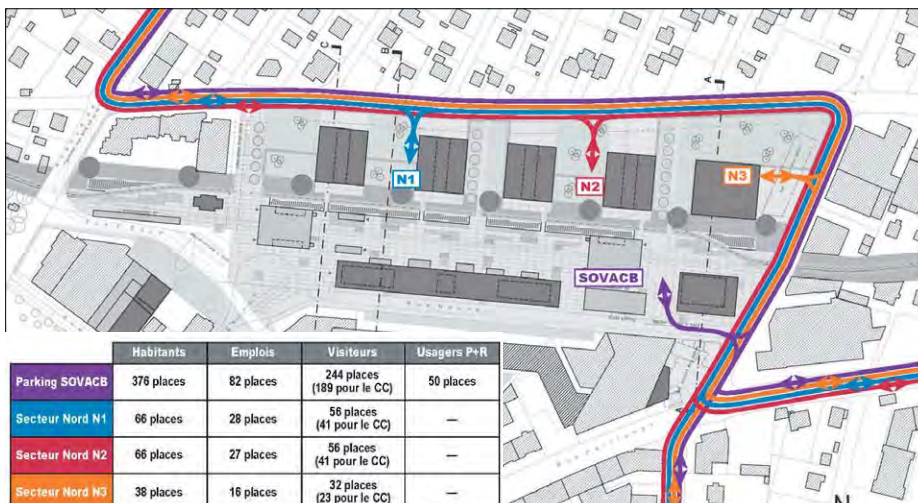 C
B
A
N1
N2
N3
SOVACB
A
N
Habitants Emplois Visiteurs Usagers P+R
Parking SOVACB 376 places 82 places 244 places (189 pour le CC) 50 places
Secteur Nord N1 66 places 28 places 56 places (41 pour le CC) —
Secteur Nord N2 66 places 27 places 56 places (41 pour le CC) —
Secteur Nord N3 38 places 16 places 32 places (23 pour le CC) —